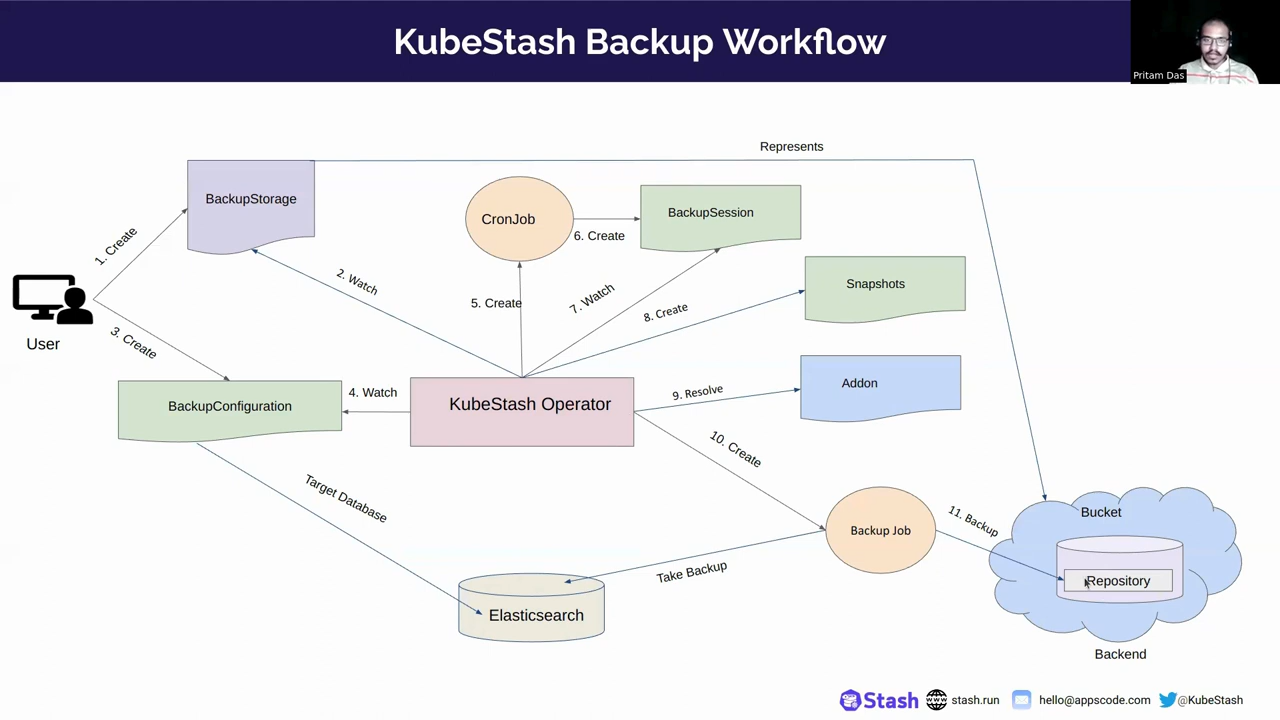 KubeStash Backup Workflow
Pritam Das
Represents
BackupStorage
CronJob
BackupSession
1. Create
6. Create
2. Watch
5. Create
7. Watch
8. Create
Snapshots
User
3. Create
BackupConfiguration
4. Watch
KubeStash Operator
9. Resolve
Addon
10. Create
Target Database
Backup Job
11. Backup
Bucket
Take Backup
Elasticsearch
Repository
Backend
Stash
stash.run
hello@appscode.com
@KubeStash